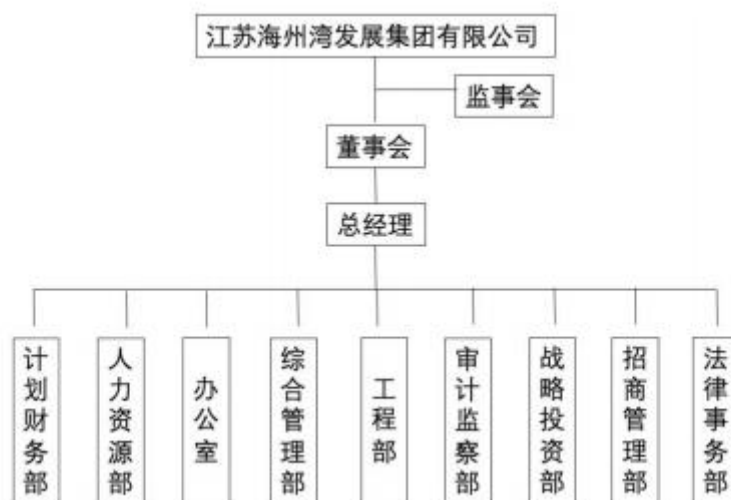 江苏海州湾发展集团有限公司
监事会
董事会
总经理
计划财务部
人力资源部
办公室
综合管理部
工程部
审计监察部
战略投资部
招商管理部
法律事务部